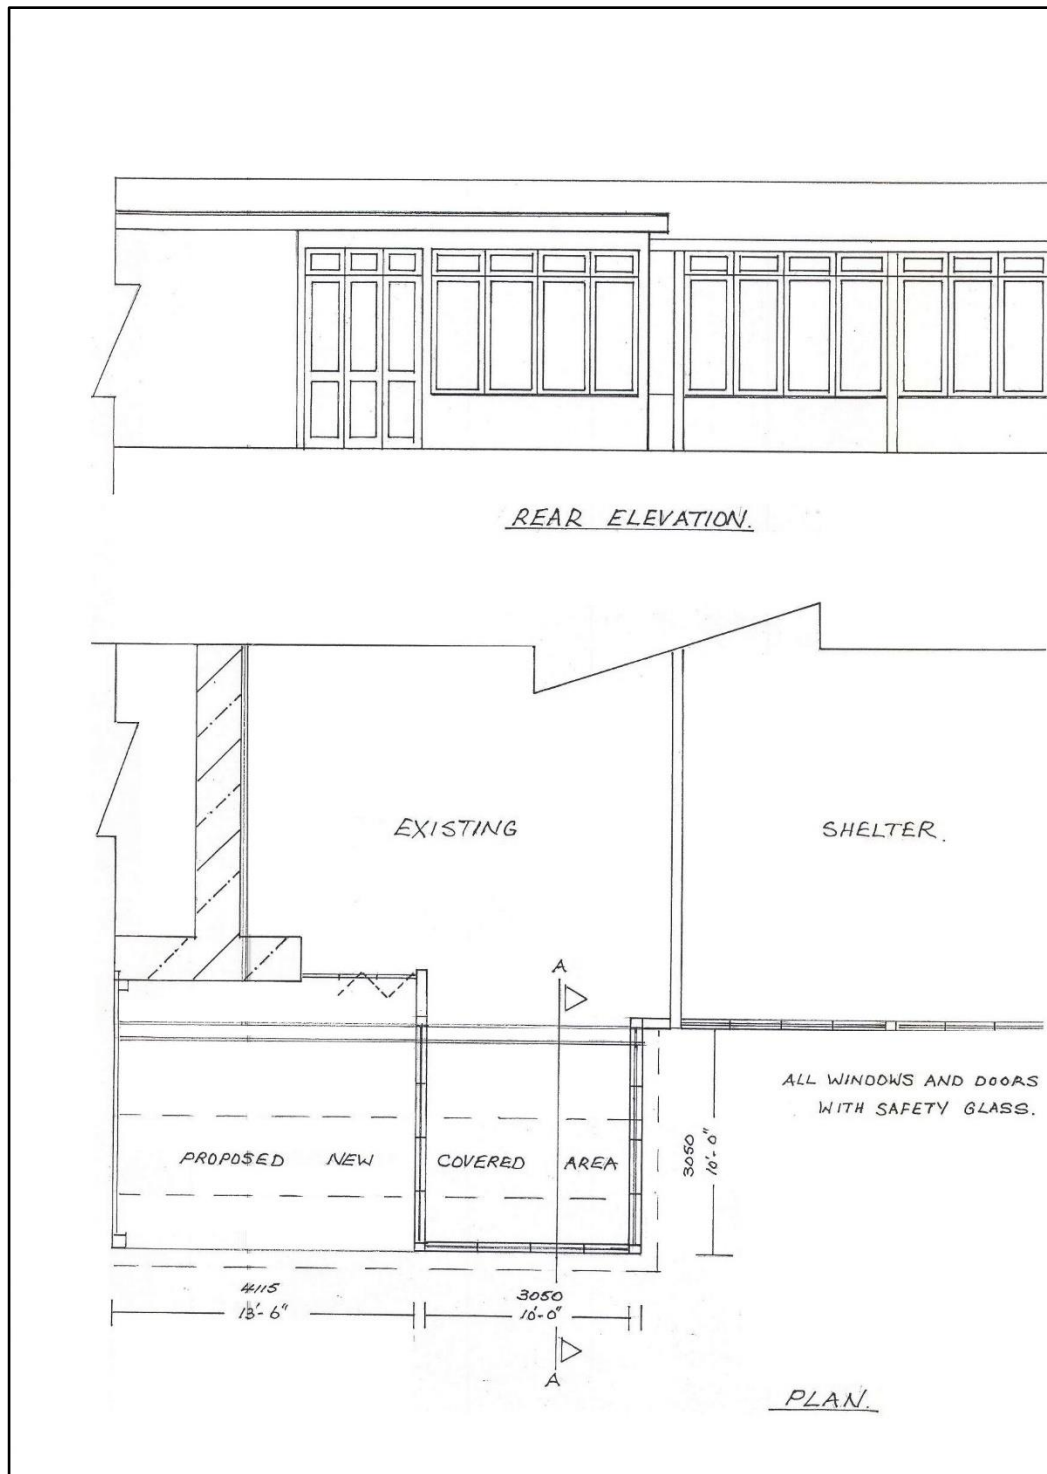 REAR ELEVATION.
EXISTING
SHELTER.
A
ALL WINDOWS AND DOORS
WITH SAFETY GLASS.
PROPOSED NEW COVERED AREA
3050
10'-0"
4115
13'-6"
3050
10'-0"
A
PLAN.